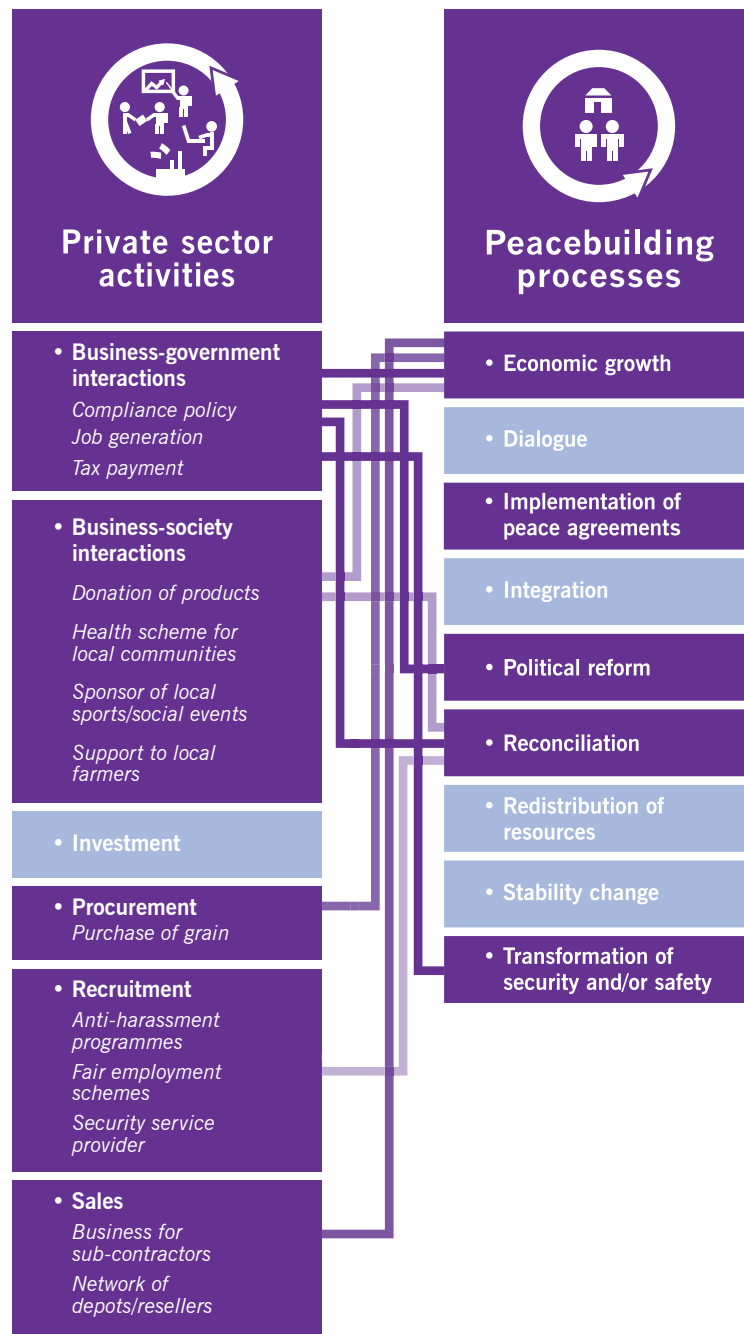 Private sector
activities
• Business-government
interactions
Compliance policy
Job generation
Tax payment
• Business-society
interactions
Donation of products
Health scheme for
local communities
Sponsor of local
sports/social events
Support to local
farmers
• Investment
• Procurement
Purchase of grain
• Recruitment
Anti-harassment
programmes
Fair employment
schemes
Security service
provider
• Sales
Business for
sub-contractors
Network of
depots/resellers
Peacebuilding
processes
• Economic growth
• Dialogue
• Implementation of
peace agreements
• Integration
• Political reform
• Reconciliation
• Redistribution of
resources
• Stability change
• Transformation of
security and/or safety